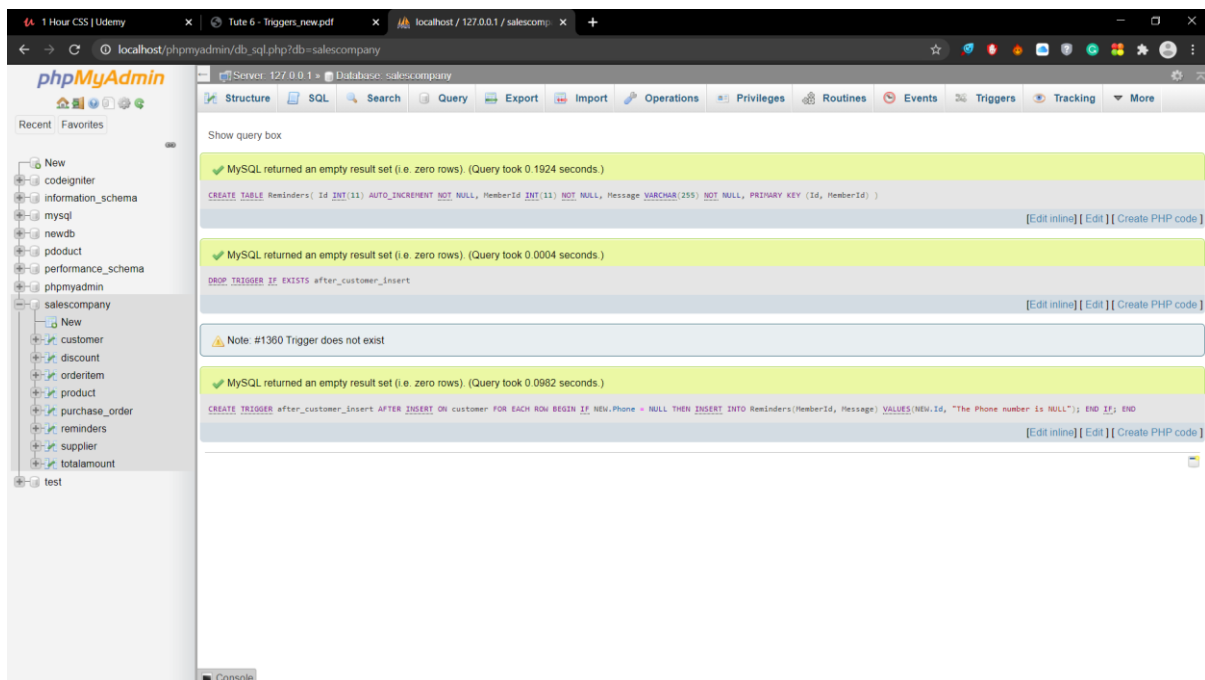 1 Hour CSS | Udemy
Tute 6 - Triggers_new.pdf
localhost / 127.0.0.1 / salescomp
localhost/phpmyadmin/db_sql.php?db=salescompany
phpMyAdmin
Recent Favorites
New
codeigniter
information_schema
mysql
newdb
pdoduct
performance_schema
phpmyadmin
salescompany
New
customer
discount
orderitem
product
purchase_order
reminders
supplier
totalamount
test
Server: 127.0.0.1 » Database: salescompany
Structure SQL Search Query Export Import Operations Privileges Routines Events Triggers Tracking More
Show query box
MySQL returned an empty result set (i.e. zero rows). (Query took 0.1924 seconds.)
CREATE TABLE Reminders( Id INT(11) AUTO_INCREMENT NOT NULL, MemberId INT(11) NOT NULL, Message VARCHAR(255) NOT NULL, PRIMARY KEY (Id, MemberId) )
[Edit inline] [ Edit ] [ Create PHP code ]
MySQL returned an empty result set (i.e. zero rows). (Query took 0.0004 seconds.)
DROP TRIGGER IF EXISTS after_customer_insert
[Edit inline] [ Edit ] [ Create PHP code ]
Note: #1360 Trigger does not exist
MySQL returned an empty result set (i.e. zero rows). (Query took 0.0982 seconds.)
CREATE TRIGGER after_customer_insert AFTER INSERT ON customer FOR EACH ROW BEGIN IF NEW.Phone = NULL THEN INSERT INTO Reminders(MemberId, Message) VALUES(NEW.Id, "The Phone number is NULL"); END IF; END
[Edit inline] [ Edit ] [ Create PHP code ]
Console